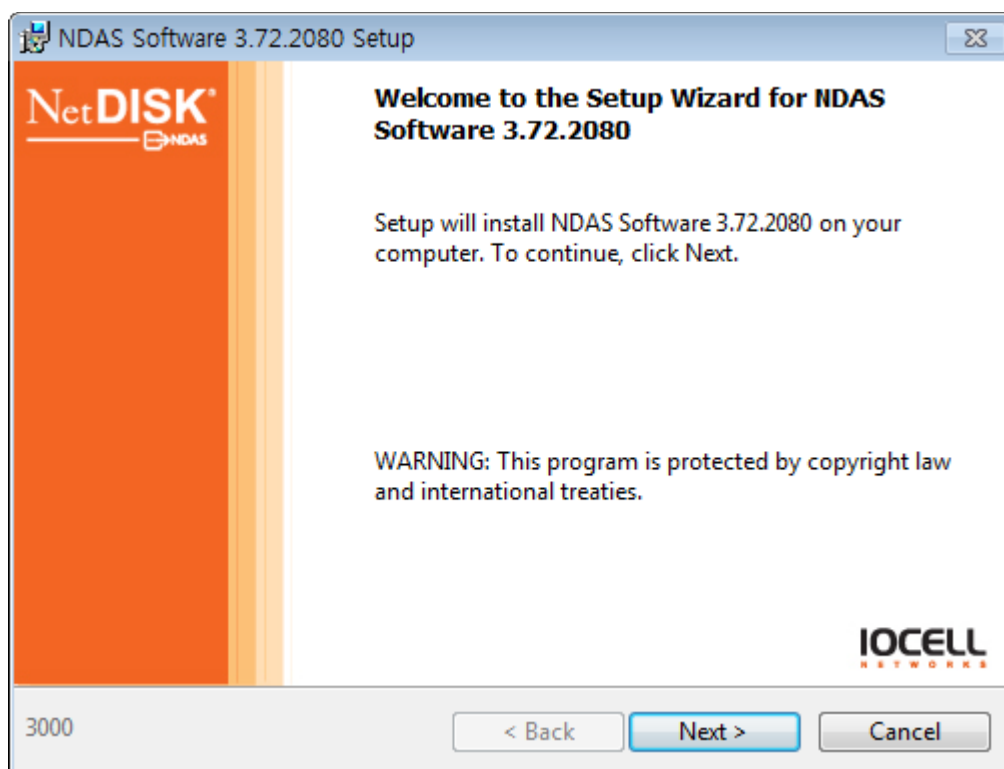 NDAS Software 3.72.2080 Setup
NetDISK®
NDAS
Welcome to the Setup Wizard for NDAS
Software 3.72.2080
Setup will install NDAS Software 3.72.2080 on your
computer. To continue, click Next.
WARNING: This program is protected by copyright law
and international treaties.
IOCELL
NETWORKS
3000
< Back
Next >
Cancel